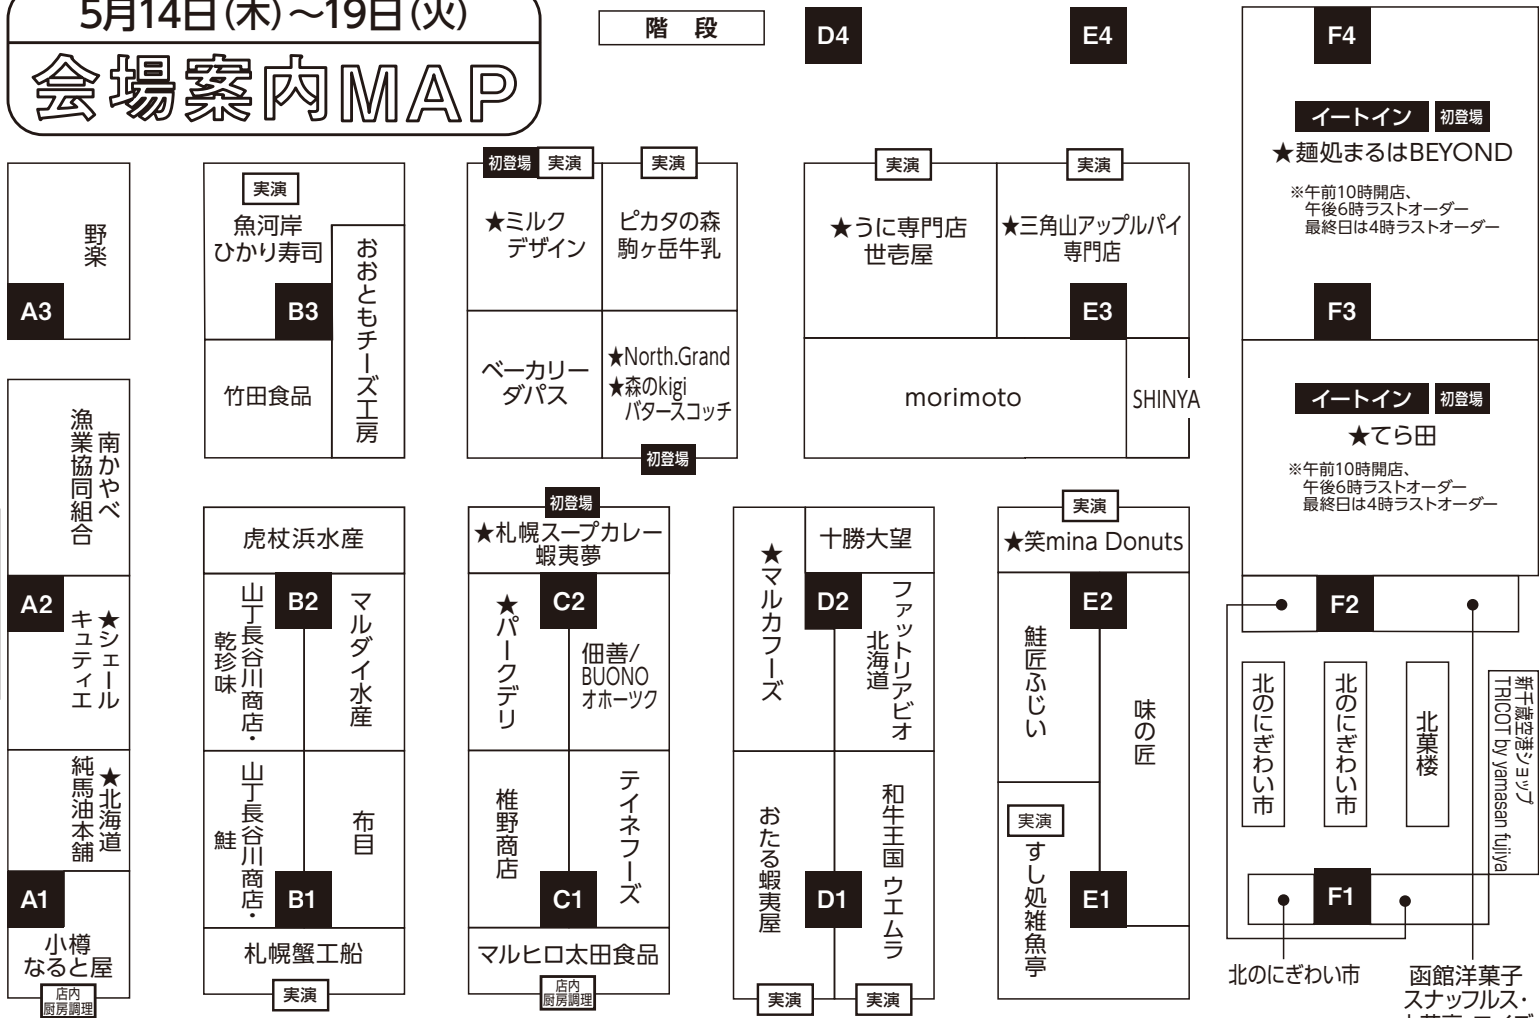 5月14日(木)～19日(火)
会場案内MAP
階 段
D4
E4
F4
イートイン 初登場
★麺処まるはBEYOND
※午前10時開店、
午後6時ラストオーダー
最終日は4時ラストオーダー
F3
イートイン 初登場
★てら田
※午前10時開店、
午後6時ラストオーダー
最終日は4時ラストオーダー
野楽
A3
実演
魚河岸
ひかり寿司
B3
おおともチーズ工房
竹田食品
初登場 実演
★ミルク
デザイン
実演
ピカタの森
駒ヶ岳牛乳
ベーカリー
ダパス
★North.Grand
★森のkigi
バタースコッチ
初登場
実演
★うに専門店
世壱屋
実演
★三角山アップルパイ
専門店
E3
morimoto
SHINYA
南かやべ
漁業協同組合
A2
★シェール
キュティエ
★北海道
純馬油本舗
A1
小樽
なると屋
店内
厨房調理
虎杖浜水産
B2
山丁長谷川商店・
乾珍味
マルダイ水産
山丁長谷川商店・
鮭
布目
B1
札幌蟹工船
実演
初登場
★札幌スープカレー
蝦夷夢
C2
★パークデリ
佃善/
BUONO
オホーツク
椎野商店
テイネフーズ
C1
マルヒロ太田食品
店内
厨房調理
★マルカフーズ
十勝大望
D2
ファットリアビオ
北海道
おたる蝦夷屋
和牛王国 ウエムラ
D1
実演
実演
実演
★笑mina Donuts
E2
鮭匠ふじい
味の匠
実演
すし処雑魚亭
E1
F2
北のにぎわい市
北のにぎわい市
北菓楼
新千歳空港ショップ
TRICOT by yamasan fujiya
F1
北のにぎわい市
函館洋菓子
スナッフルス・